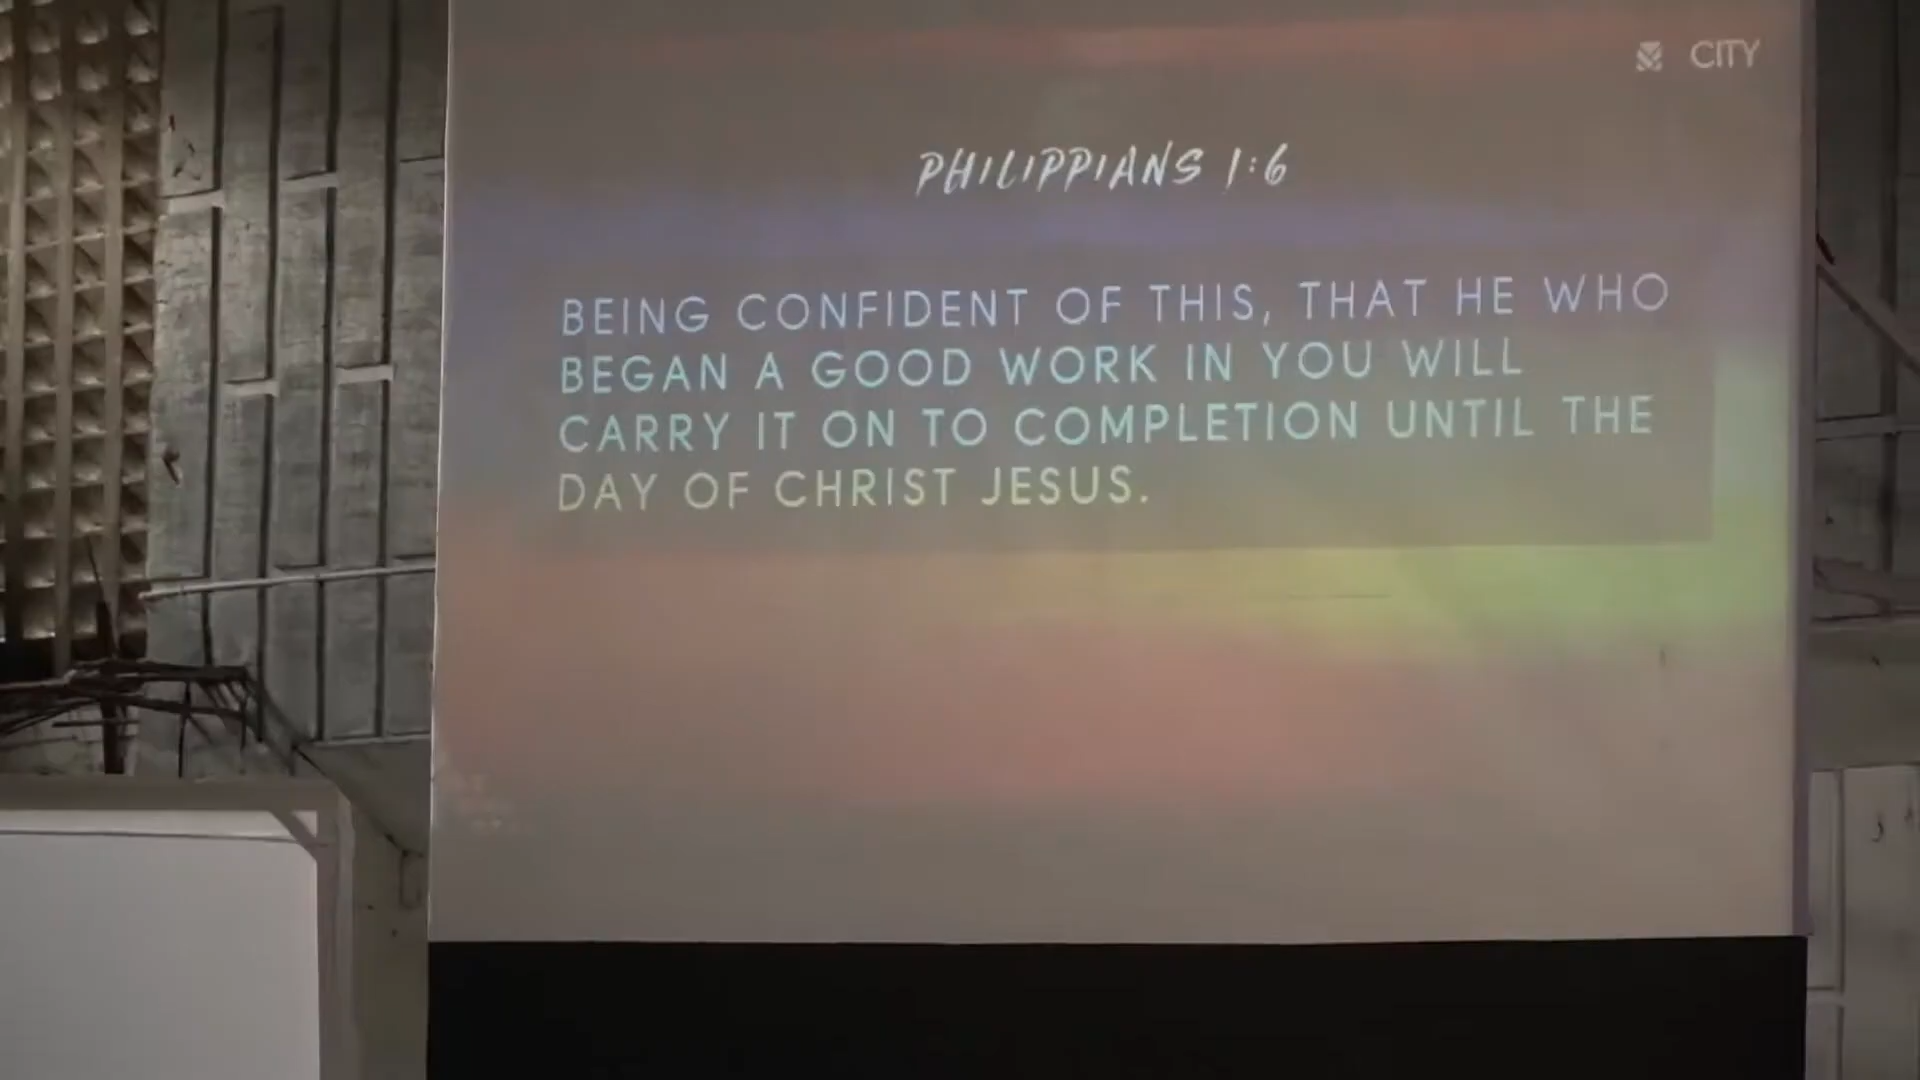 CITY
PHILIPPIANS 1:6
BEING CONFIDENT OF THIS, THAT HE WHO
BEGAN A GOOD WORK IN YOU WILL
CARRY IT ON TO COMPLETION UNTIL THE
DAY OF CHRIST JESUS.